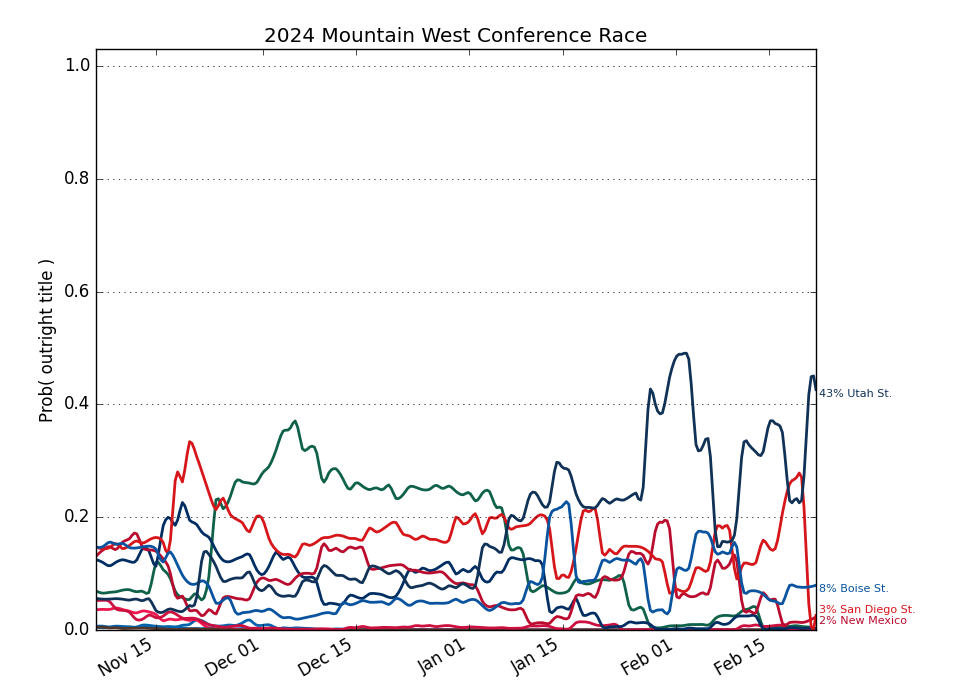 2024 Mountain West Conference Race
1.0
0.8
0.6
0.4
0.2
0.0
Prob( outright title )
43% Utah St.
8% Boise St.
3% San Diego St.
2% New Mexico
Nov 15
Dec 01
Dec 15
Jan 01
Jan 15
Feb 01
Feb 15